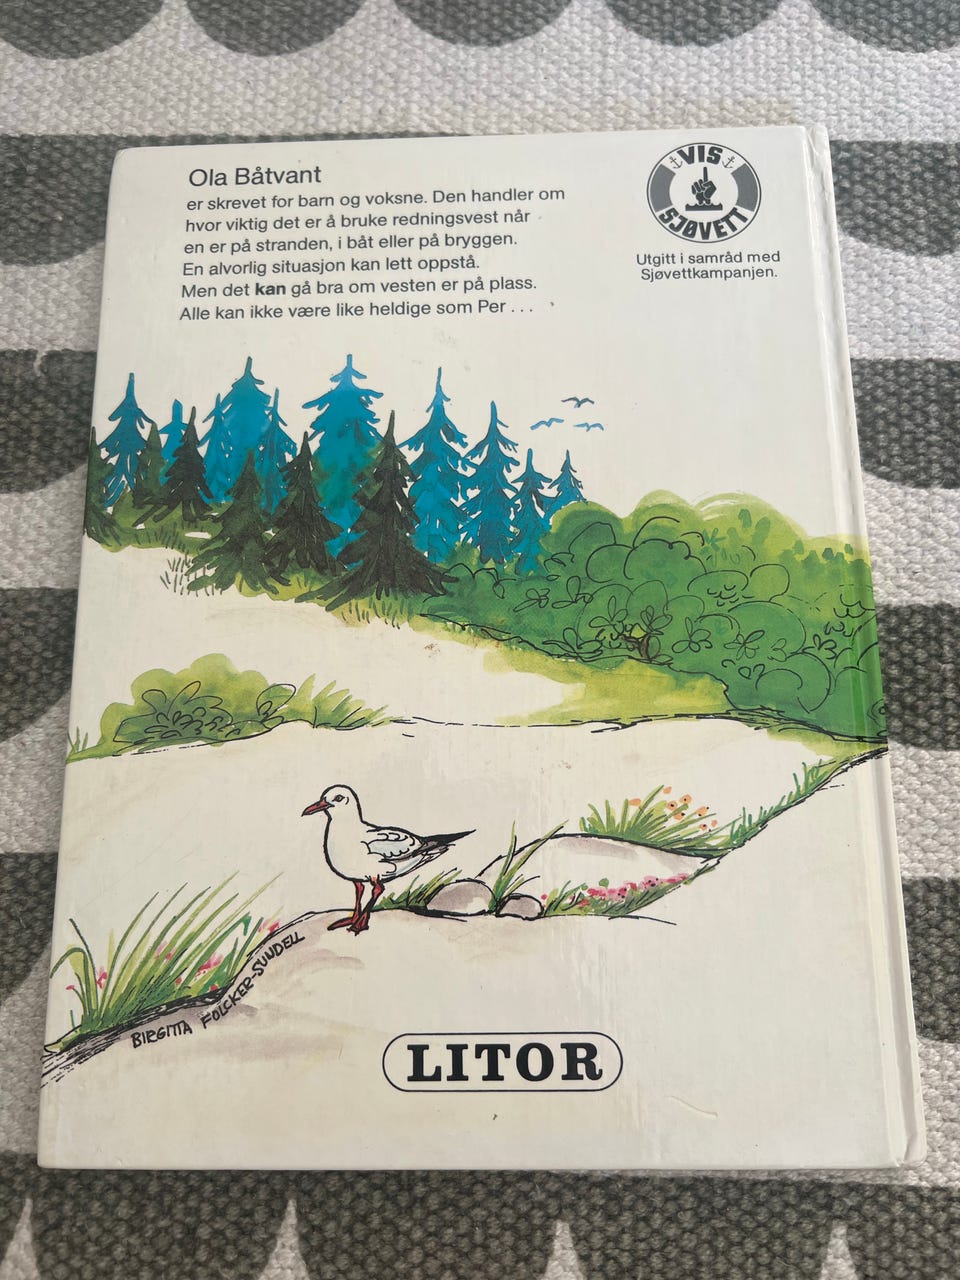 Ola Båtvant
er skrevet for barn og voksne. Den handler om
hvor viktig det er å bruke redningsvest når
en er på stranden, i båt eller på bryggen.
En alvorlig situasjon kan lett oppstå.
Men det kan gå bra om vesten er på plass.
Alle kan ikke være like heldige som Per . . .
VIS
SJØVETT
Utgitt i samråd med
Sjøvettkampanjen.
BIRGITTA FOLCKER-SUNDELL
LITOR